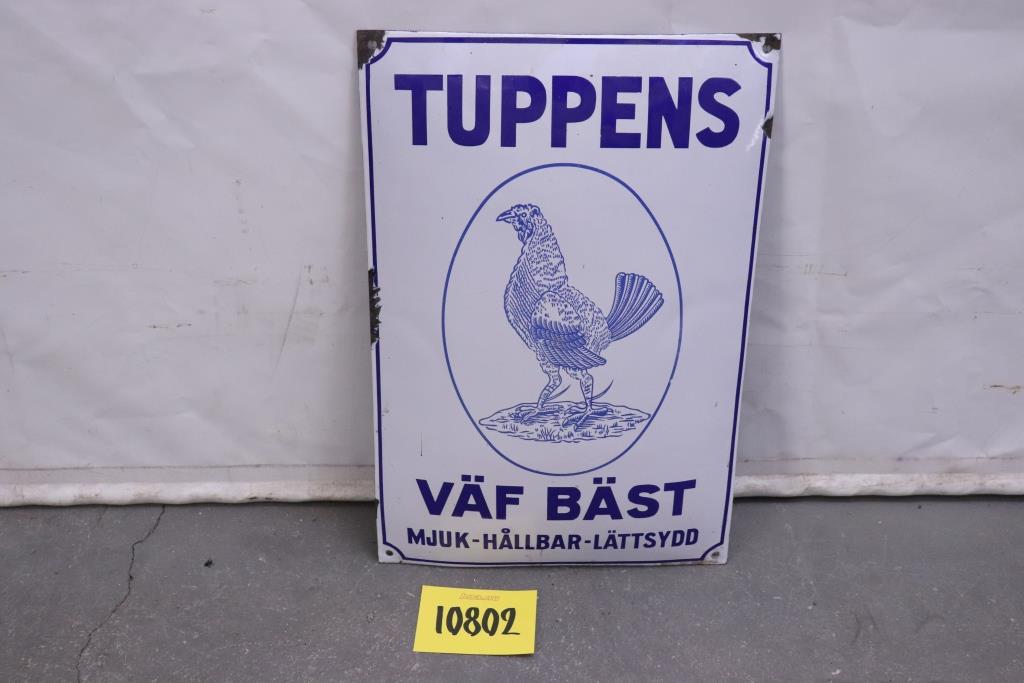 TUPPENS
VÄF BÄST
MJUK-HÅLLBAR-LÄTTSYDD
10802